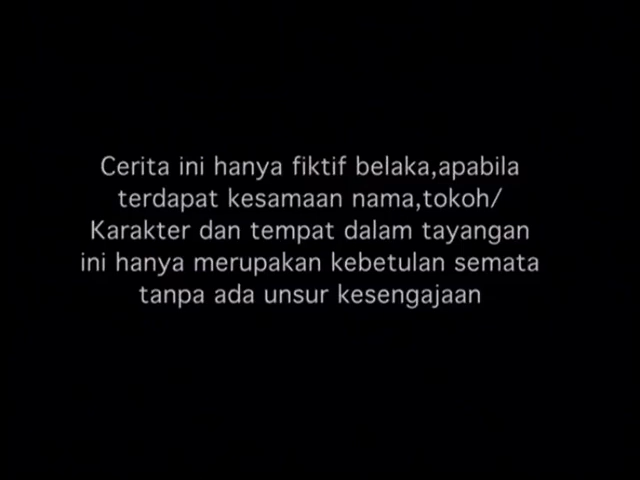 Cerita ini hanya fiktif belaka,apabila
terdapat kesamaan nama,tokoh/
Karakter dan tempat dalam tayangan
ini hanya merupakan kebetulan semata
tanpa ada unsur kesengajaan